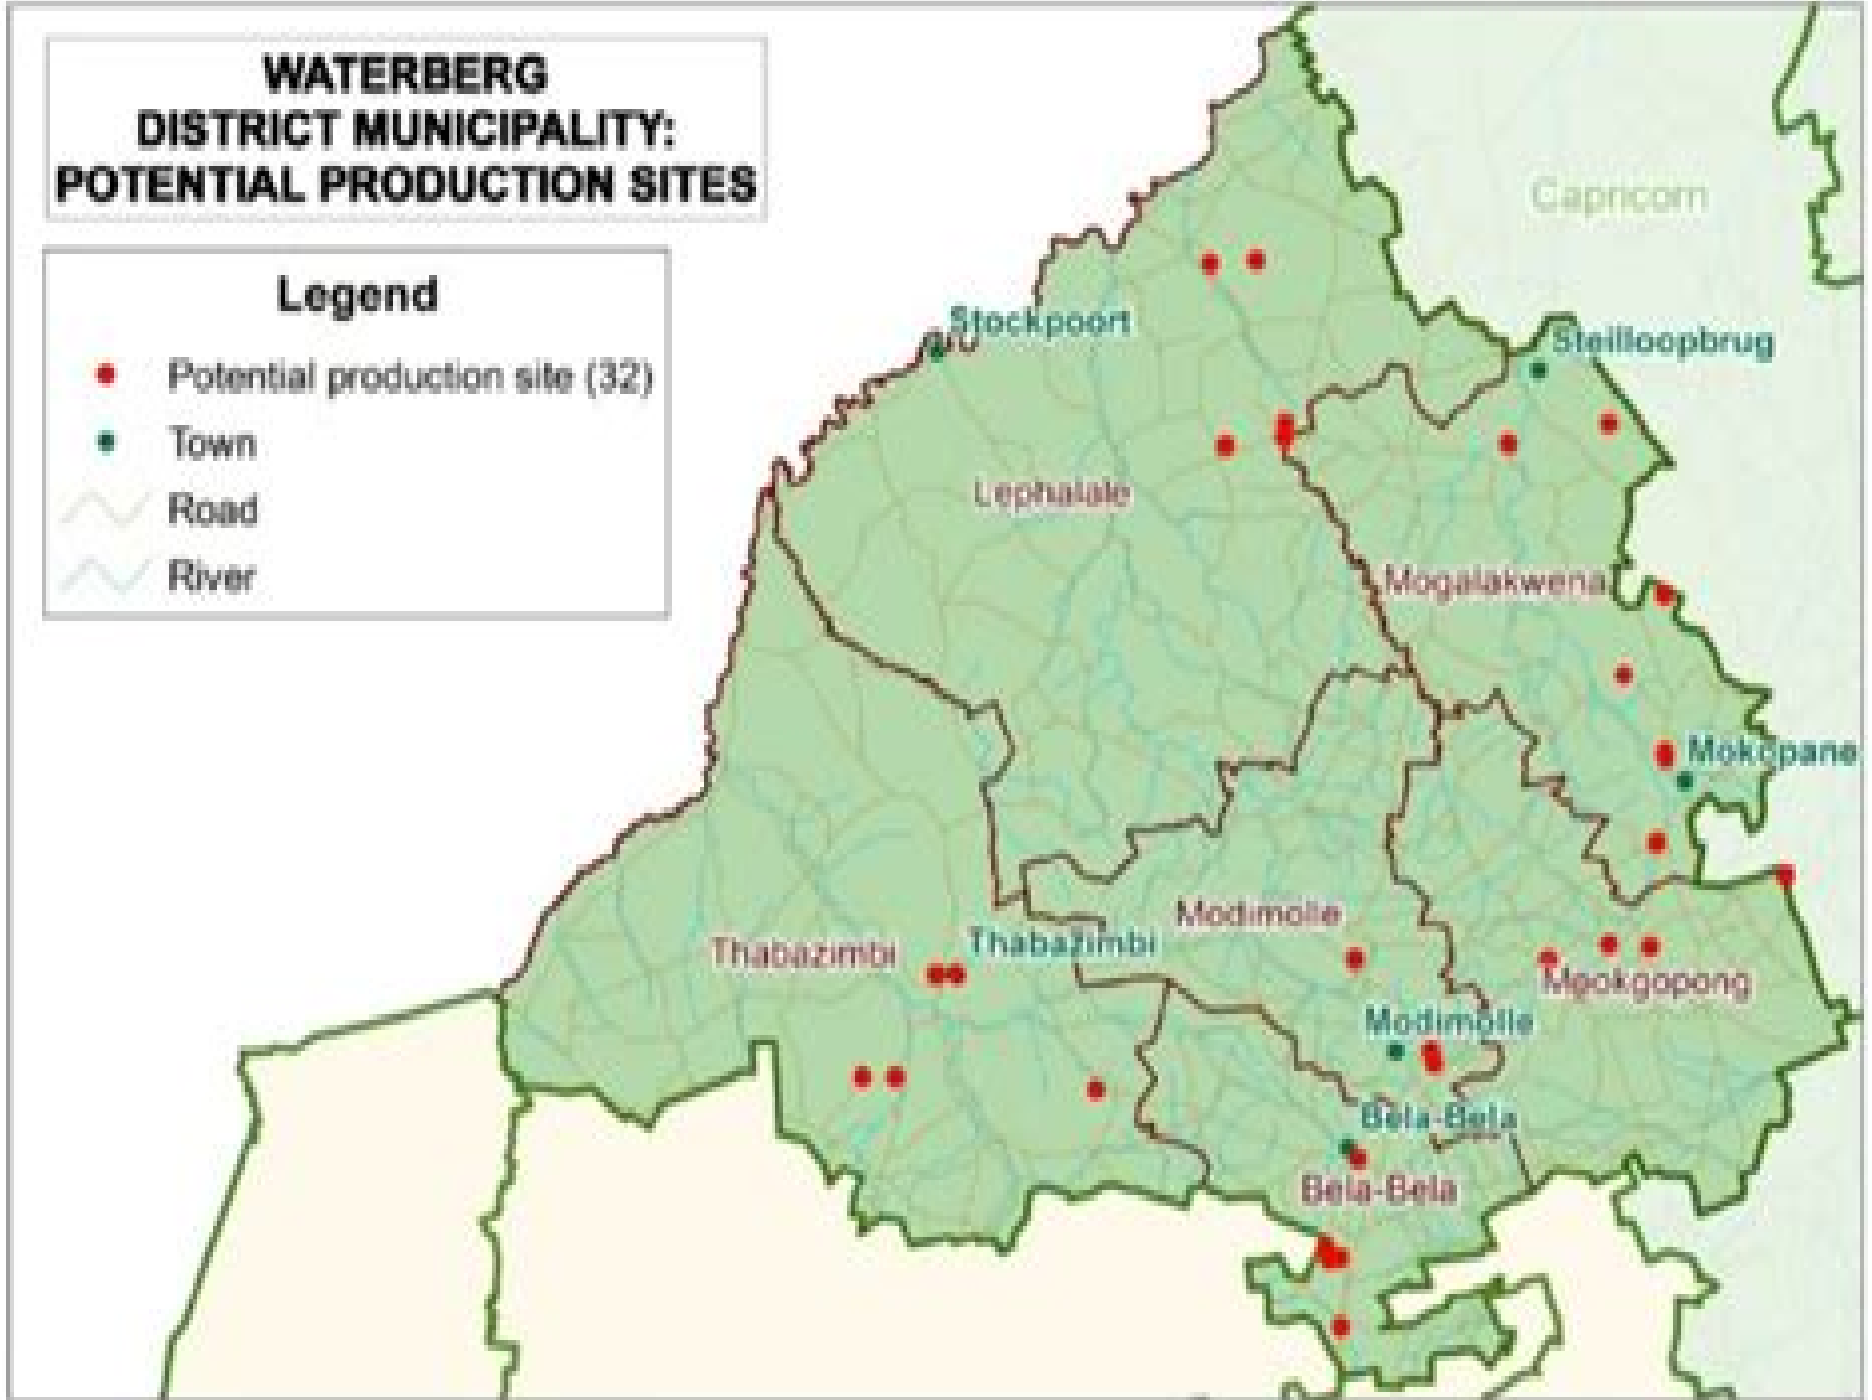 WATERBERG
DISTRICT MUNICIPALITY:
POTENTIAL PRODUCTION SITES
Legend
Potential production site (32)
Town
Road
River
Capricorn
Stockpoort
Steilloopbrug
Lephalale
Mogalakwena
Mokopane
Modimolle
Thabazimbi
Thabazimbi
Mookgopong
Modimolle
Bela-Bela
Bela-Bela